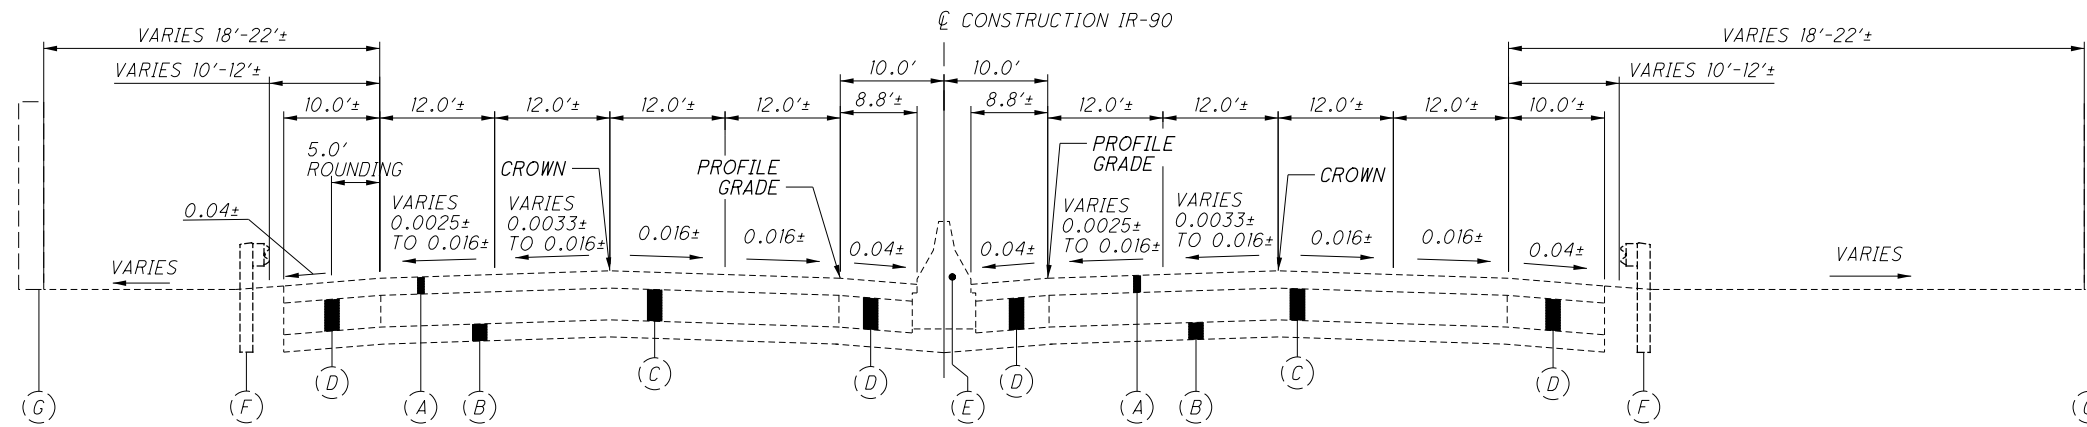 ℄ CONSTRUCTION IR-90
VARIES 18'-22'±
VARIES 18'-22'±
VARIES 10'-12'±
10.0'
10.0'
VARIES 10'-12'±
10.0'±
12.0'±
12.0'±
12.0'±
12.0'±
8.8'±
8.8'±
12.0'±
12.0'±
12.0'±
12.0'±
10.0'±
5.0'
ROUNDING
CROWN
PROFILE
GRADE
PROFILE
GRADE
CROWN
0.04±
VARIES
0.0025±
TO 0.016±
VARIES
0.0033±
TO 0.016±
0.016±
0.016±
0.04±
0.04±
VARIES
0.0025±
TO 0.016±
VARIES
0.0033±
TO 0.016±
0.016±
0.016±
0.04±
VARIES
VARIES
D
C
D
D
C
D
G
F
A
B
E
A
B
F